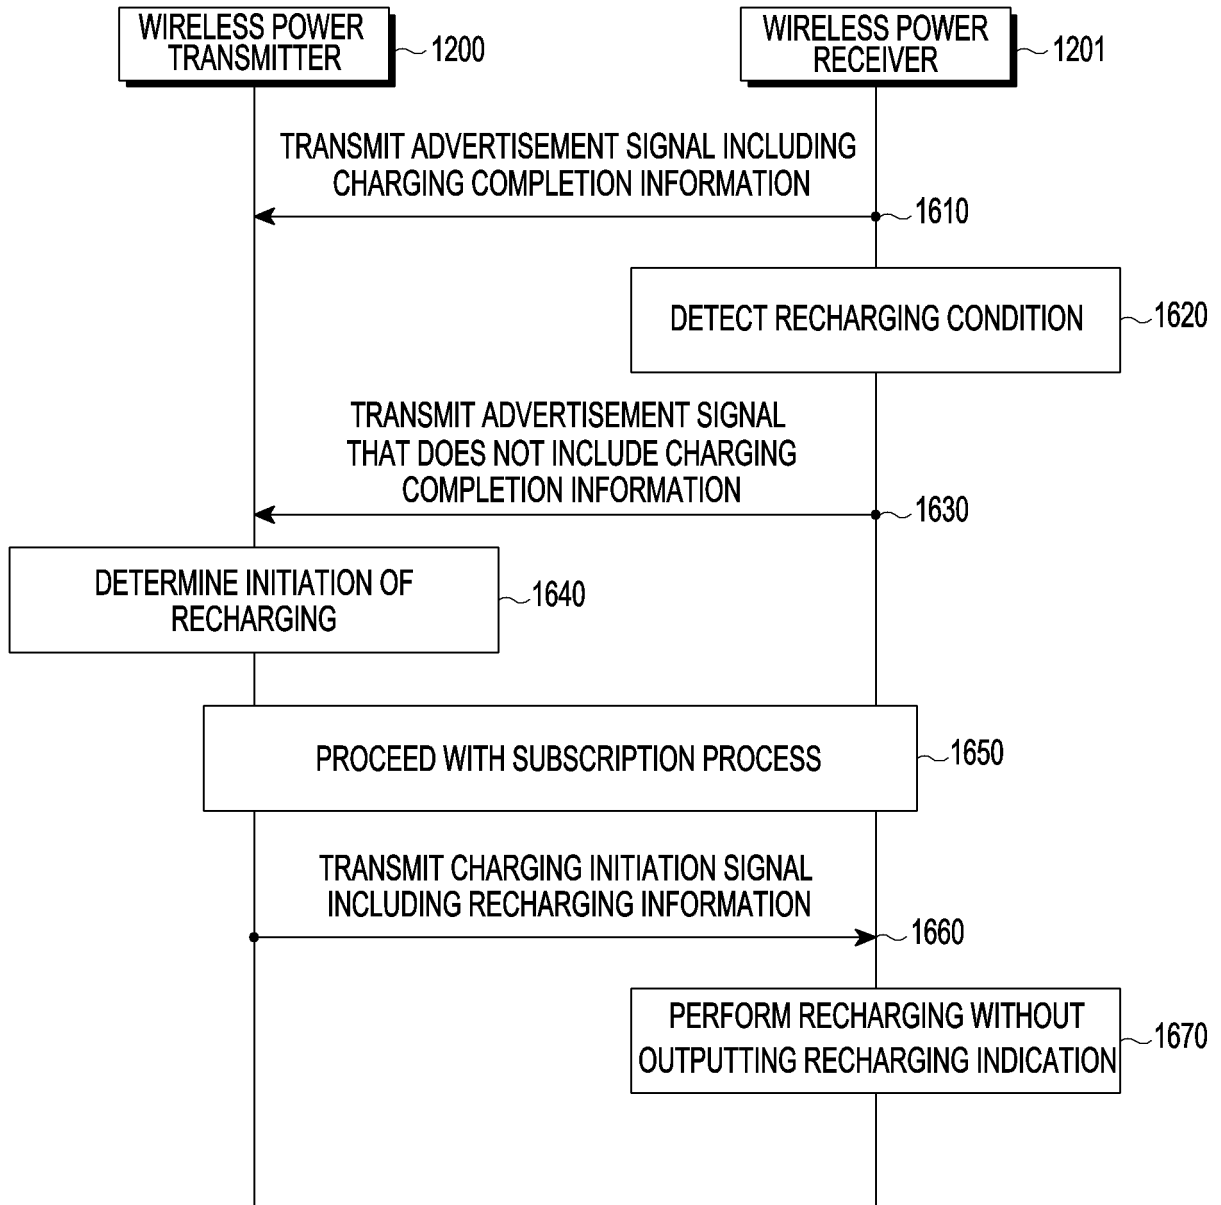 WIRELESS POWER
TRANSMITTER
1200
WIRELESS POWER
RECEIVER
1201
TRANSMIT ADVERTISEMENT SIGNAL INCLUDING
CHARGING COMPLETION INFORMATION
1610
DETECT RECHARGING CONDITION
1620
TRANSMIT ADVERTISEMENT SIGNAL
THAT DOES NOT INCLUDE CHARGING
COMPLETION INFORMATION
1630
DETERMINE INITIATION OF
RECHARGING
1640
PROCEED WITH SUBSCRIPTION PROCESS
1650
TRANSMIT CHARGING INITIATION SIGNAL
INCLUDING RECHARGING INFORMATION
1660
PERFORM RECHARGING WITHOUT
OUTPUTTING RECHARGING INDICATION
1670